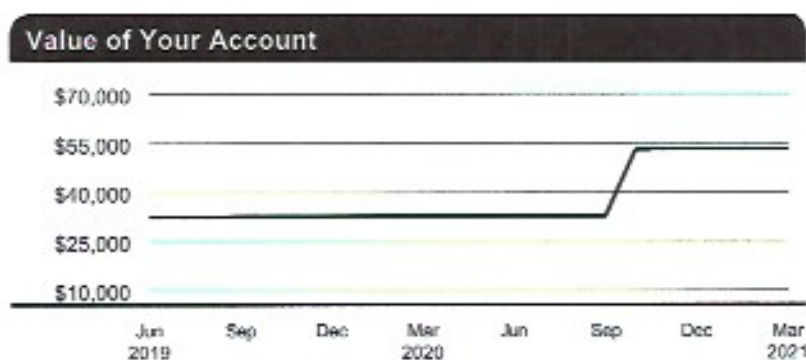 Value of Your Account
$70,000
$55,000
$40,000
$25,000
$10,000
Jun Sep Dec Mar Jun Sep Dec Mar
2019 2020 2021